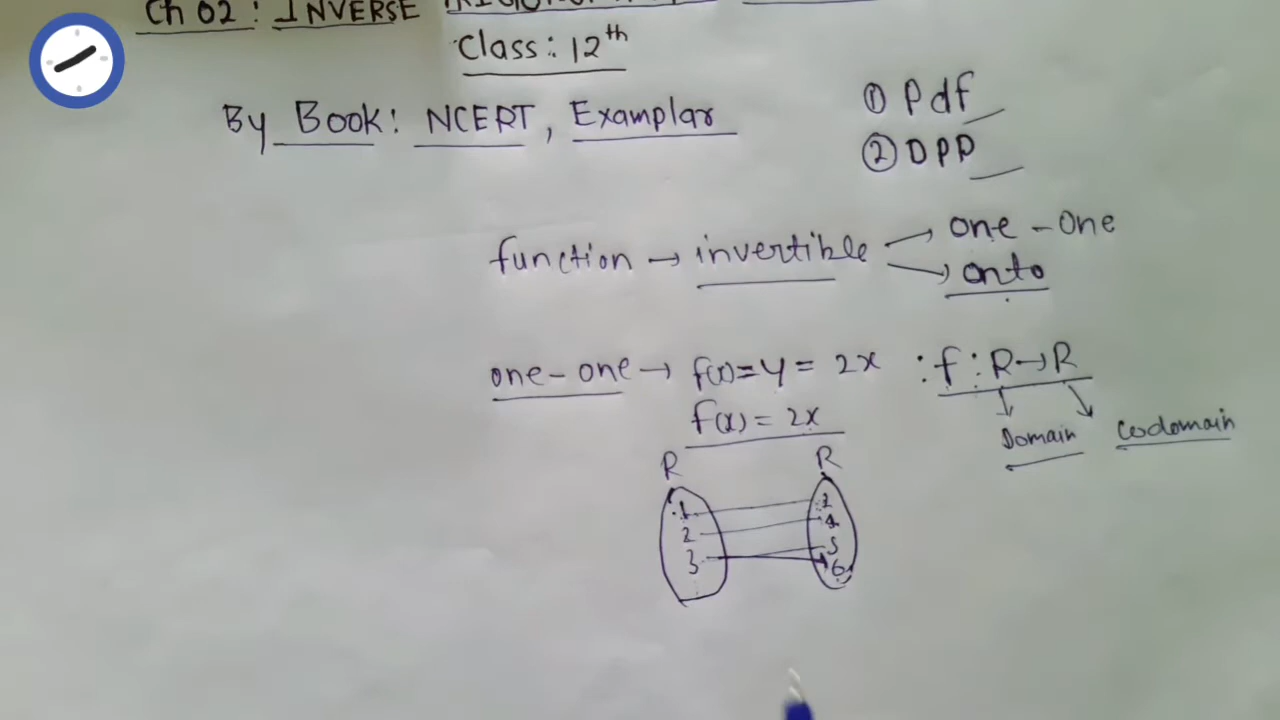 Ch 02 : INVERSE
Class : 12th
By Book : NCERT, Examplar
① Pdf
② DPP
function → invertible → one - one
→ onto
one - one → f(x) = y = 2x : f : R → R
f(x) = 2x
Domain Codomain
R R
1 2
2 4
3 5
6